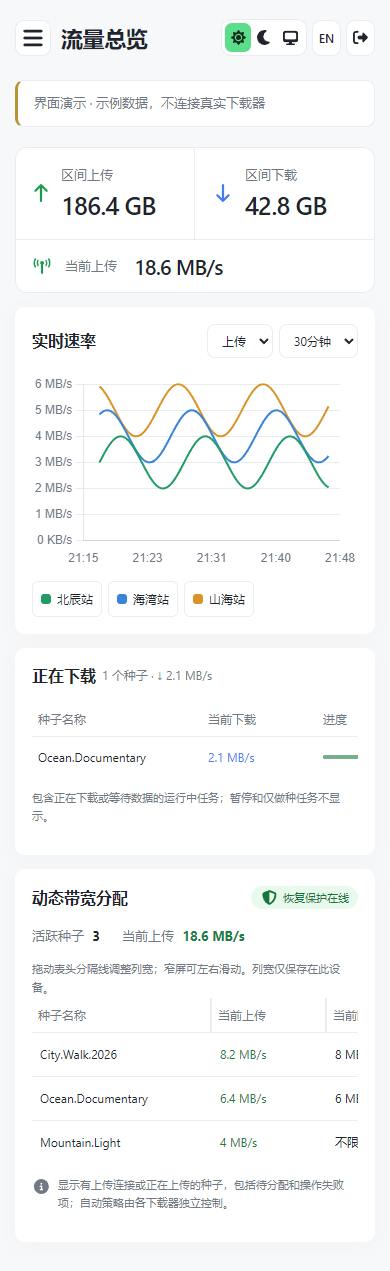 流量总览
EN
界面演示 · 示例数据，不连接真实下载器
区间上传
186.4 GB
区间下载
42.8 GB
当前上传 18.6 MB/s
实时速率
上传
30分钟
6 MB/s
5 MB/s
4 MB/s
3 MB/s
2 MB/s
1 MB/s
0 KB/s
21:15 21:23 21:31 21:40 21:48
北辰站 海湾站 山海站
正在下载 1 个种子 · ↓ 2.1 MB/s
种子名称 当前下载 进度
Ocean.Documentary 2.1 MB/s
包含正在下载或等待数据的运行中任务；暂停和仅做种任务不显
示。
动态带宽分配 恢复保护在线
活跃种子 3 当前上传 18.6 MB/s
拖动表头分隔线调整列宽；窄屏可左右滑动。列宽仅保存在此设
备。
种子名称 当前上传 当前
City.Walk.2026 8.2 MB/s 8 ME
Ocean.Documentary 6.4 MB/s 6 ME
Mountain.Light 4 MB/s 不限
显示有上传连接或正在上传的种子，包括待分配和操作失败
项；自动策略由各下载器独立控制。